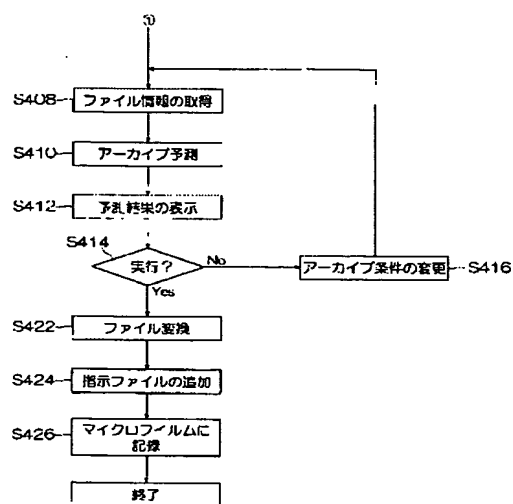 ①
S408
ファイル情報の取得
S410
アーカイブ予測
S412
予測結果の表示
S414
実行?
No
アーカイブ条件の変更
S416
Yes
S422
ファイル変換
S424
指示ファイルの追加
S426
マイクロフィルムに
記録
終了